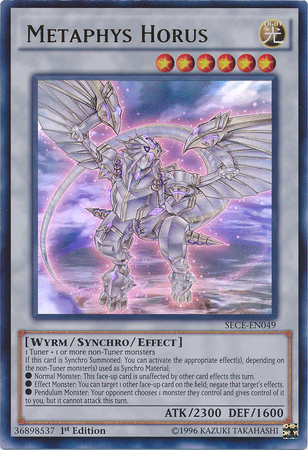 METAPHYS HORUS
LIGHT
光
SECE-EN049
[WYRM/SYNCHRO/EFFECT]
1 Tuner + 1 or more non-Tuner monsters
If this card is Synchro Summoned: You can activate the appropriate effect(s), depending on
the non-Tuner monster(s) used as Synchro Material:
● Normal Monster: This face-up card is unaffected by other card effects this turn.
● Effect Monster: You can target 1 other face-up card on the field; negate that target's effects.
● Pendulum Monster: Your opponent chooses 1 monster they control and gives control of it
to you, but it cannot attack this turn.
ATK/2300 DEF/1600
36898537 1st Edition ©1996 KAZUKI TAKAHASHI